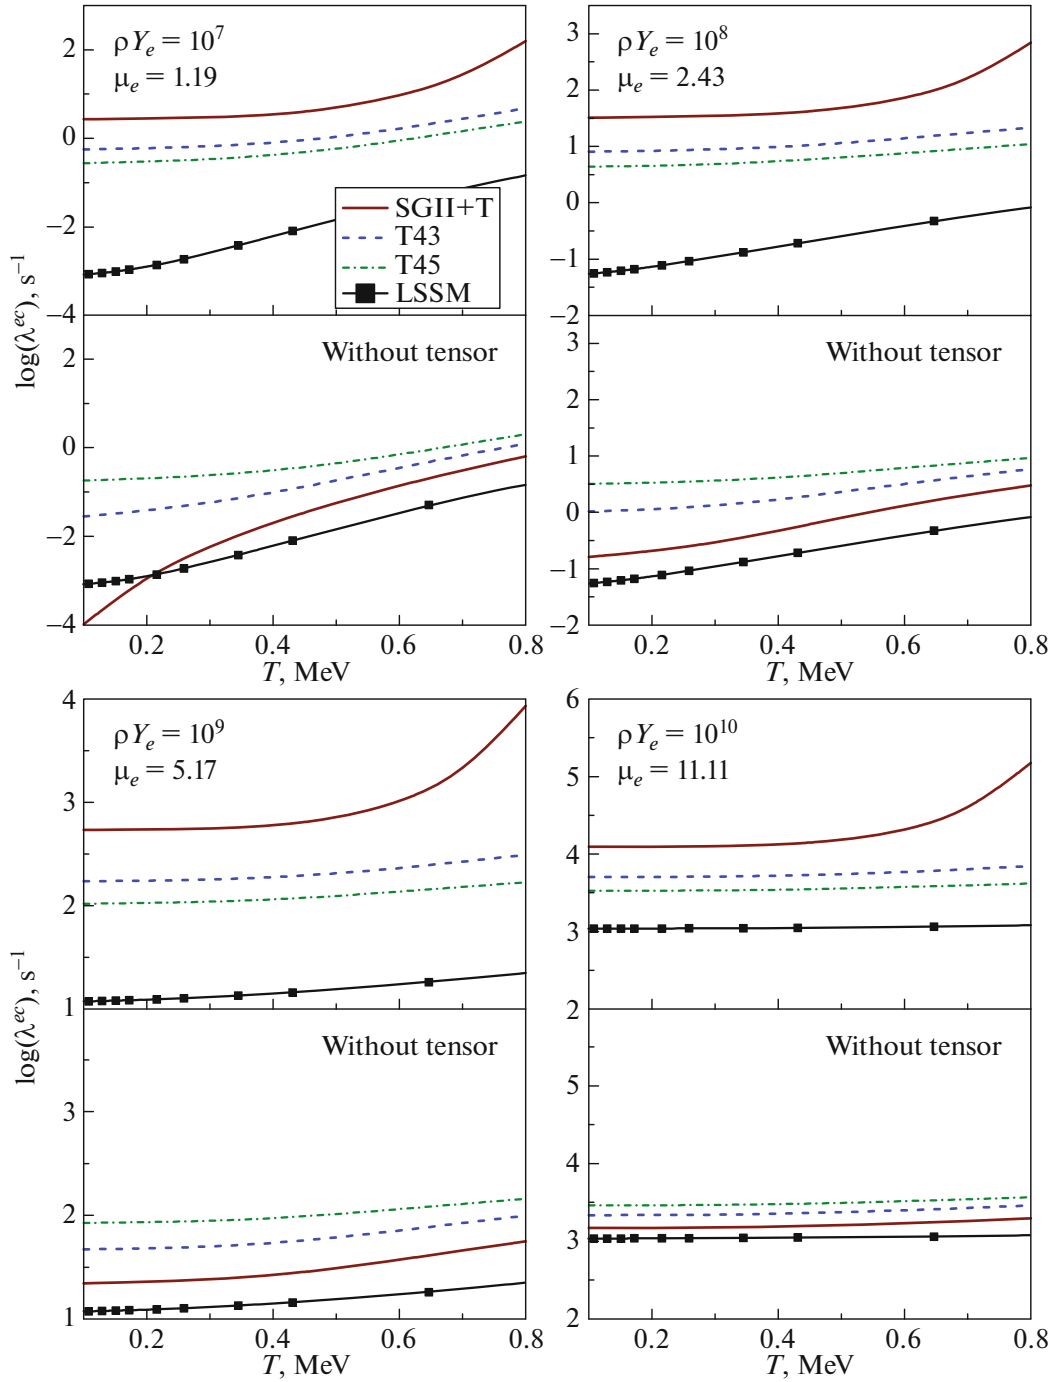 ρY_e = 10^7
μ_e = 1.19
2
0
−2
−4
SGII+T
T43
T45
LSSM
ρY_e = 10^8
μ_e = 2.43
3
2
1
0
−1
−2
log(λ^ec), s^−1
Without tensor
2
0
−2
−4
0.2 0.4 0.6 0.8
T, MeV
Without tensor
3
2
1
0
−1
−2
0.2 0.4 0.6 0.8
T, MeV
ρY_e = 10^9
μ_e = 5.17
4
3
2
1
ρY_e = 10^10
μ_e = 11.11
6
5
4
3
2
log(λ^ec), s^−1
Without tensor
3
2
1
0.2 0.4 0.6 0.8
T, MeV
Without tensor
5
4
3
2
0.2 0.4 0.6 0.8
T, MeV